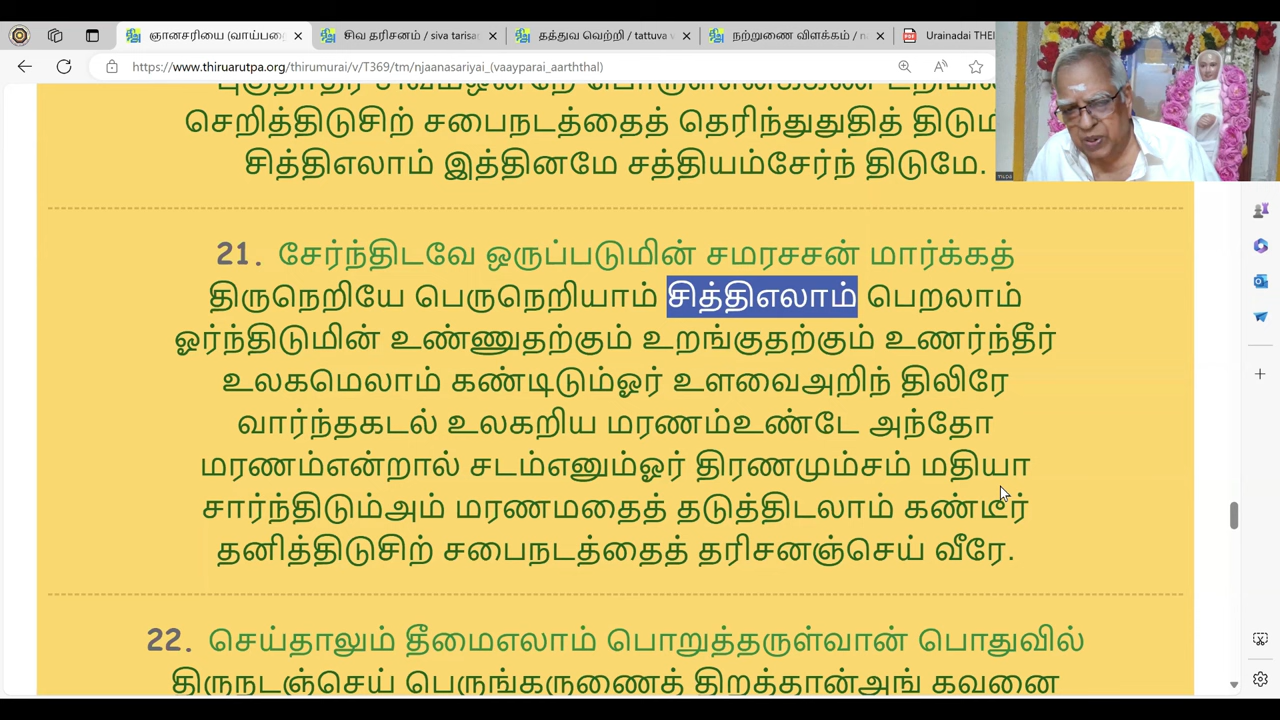 ஞானசரியை (வாய்பறை
சிவ தரிசனம் / siva tarisa
தத்துவ வெற்றி / tattuva v
நற்றுணை விளக்கம் / n
Urainadai THEI
https://www.thiruarutpa.org/thirumurai/v/T369/tm/njaanasariyai_(vaayparai_aarththal)
செறித்திடுசிற் சபைநடத்தைத் தெரிந்துதுதித் திடும
சித்திஎலாம் இத்தினமே சத்தியம்சேர்ந் திடுமே.
21. சேர்ந்திடவே ஒருப்படுமின் சமரசசன் மார்க்கத்
திருநெறியே பெருநெறியாம் சித்திஎலாம் பெறலாம்
ஓர்ந்திடுமின் உண்ணுதற்கும் உறங்குதற்கும் உணர்ந்தீர்
உலகமெலாம் கண்டிடும்ஓர் உளவைஅறிந் திலிரே
வார்ந்தகடல் உலகறிய மரணம்உண்டே அந்தோ
மரணம்என்றால் சடம்எனும்ஓர் திரணமும்சம் மதியா
சார்ந்திடும்அம் மரணமதைத் தடுத்திடலாம் கண்டீர்
தனித்திடுசிற் சபைநடத்தைத் தரிசனஞ்செய் வீரே.
22. செய்தாலும் தீமைஎலாம் பொறுத்தருள்வான் பொதுவில்
திருநடஞ்செய் பெருங்கருணைத் திறத்தான்அங் கவனை